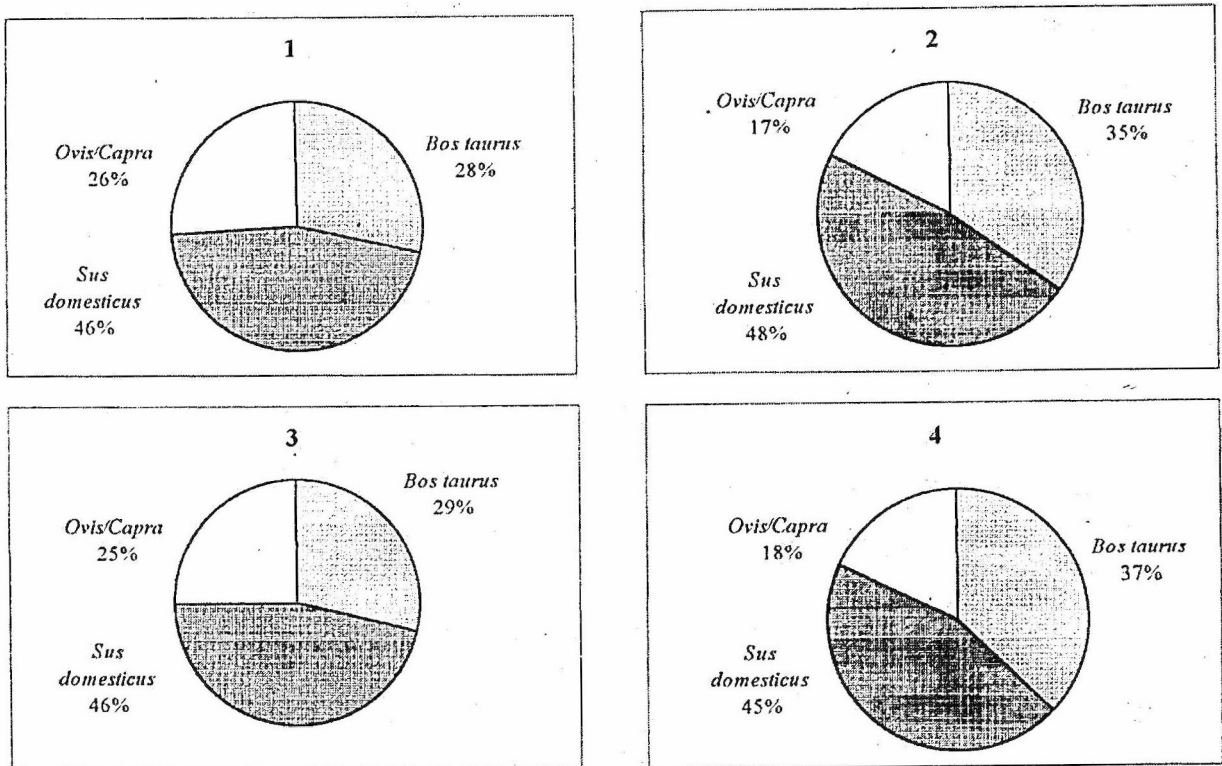 1
Ovis/Capra
26%
Bos taurus
28%
Sus
domesticus
46%
2
Ovis/Capra
17%
Bos taurus
35%
Sus
domesticus
48%
3
Ovis/Capra
25%
Bos taurus
29%
Sus
domesticus
46%
4
Ovis/Capra
18%
Bos taurus
37%
Sus
domesticus
45%